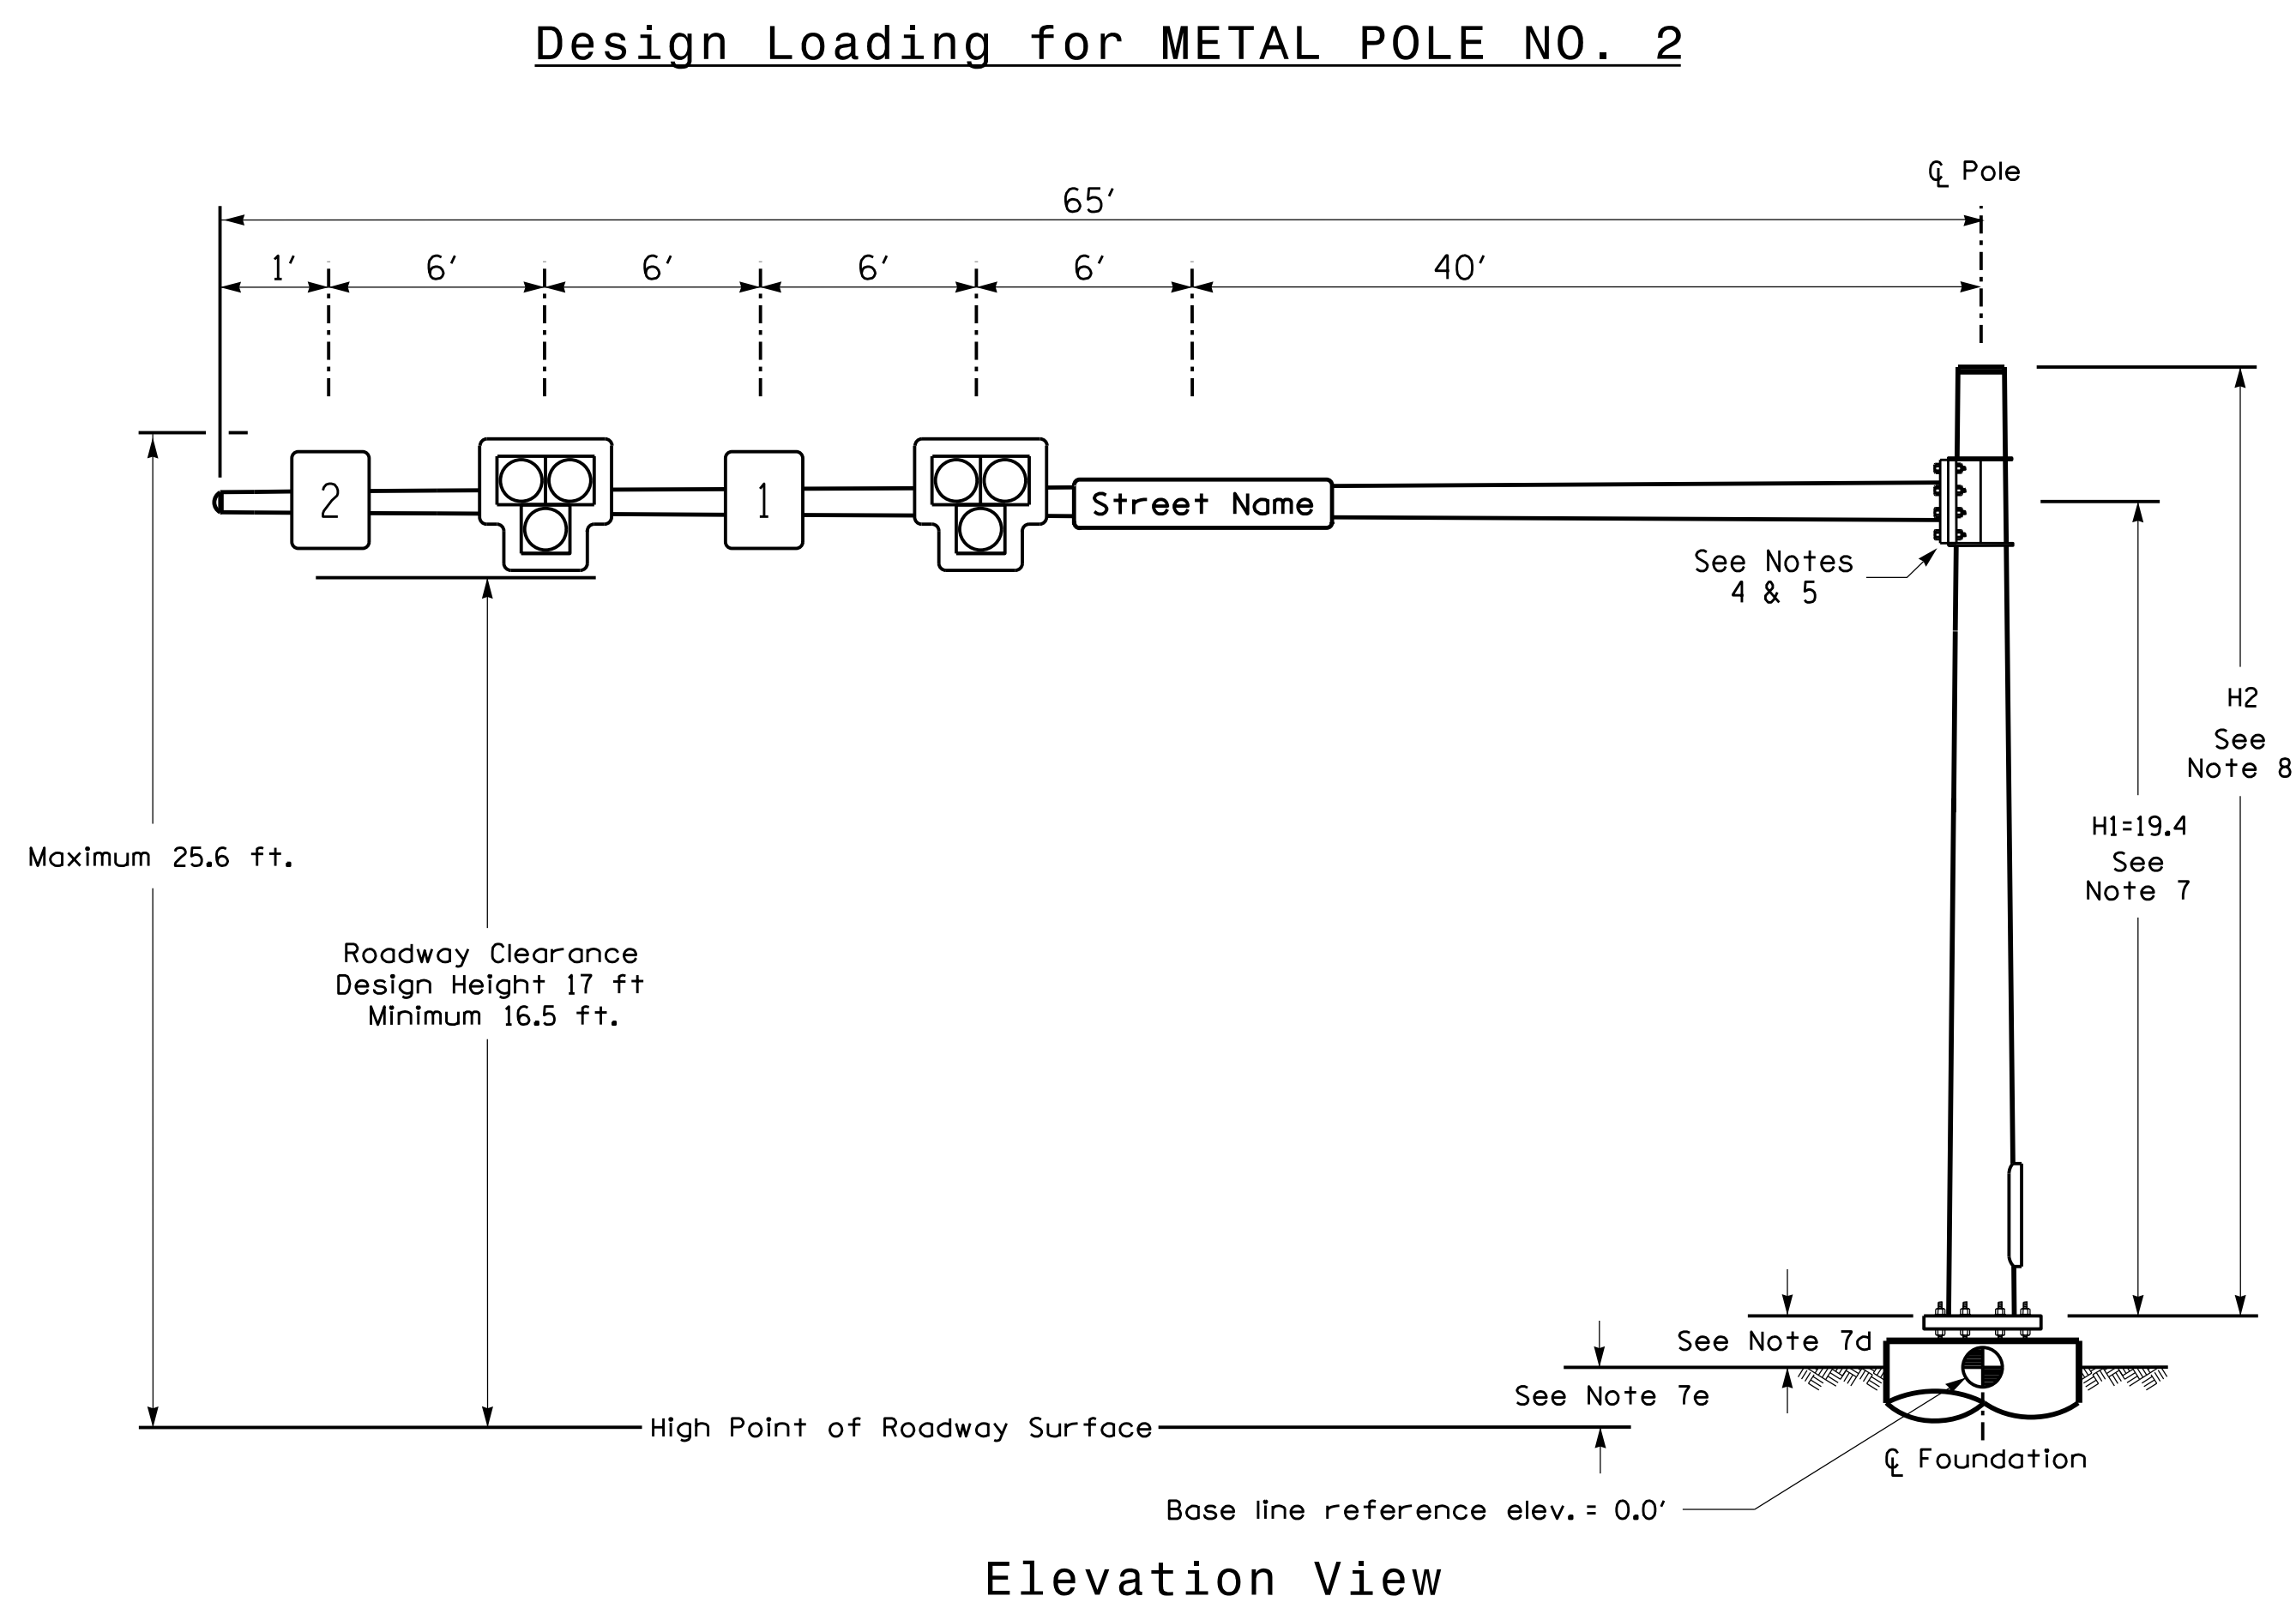 Design Loading for METAL POLE NO. 2
℄ Pole
65'
1' 6' 6' 6' 6' 40'
2
1
Street Name
See Notes
4 & 5
H2
See
Note 8
H1=19.4
See
Note 7
Maximum 25.6 ft.
Roadway Clearance
Design Height 17 ft
Minimum 16.5 ft.
See Note 7d
See Note 7e
High Point of Roadway Surface
℄ Foundation
Base line reference elev. = 0.0'
Elevation View